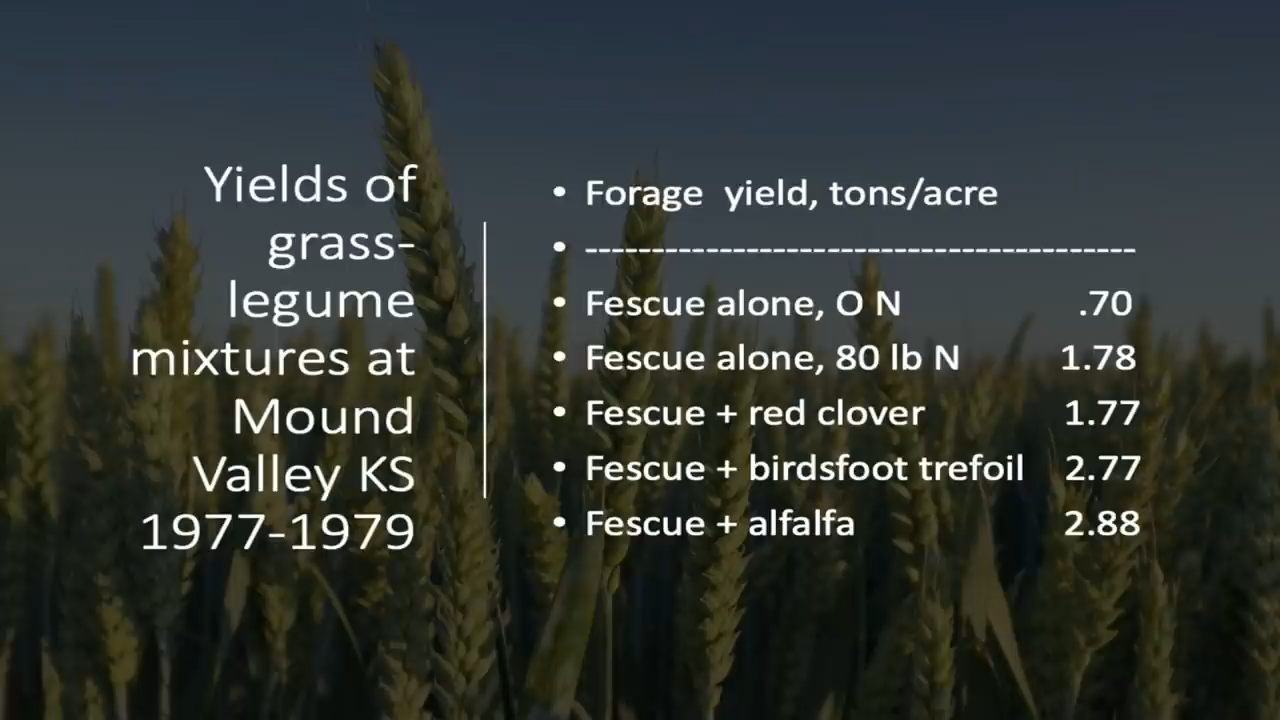 Yields of
grass-
legume
mixtures at
Mound
Valley KS
1977-1979
• Forage  yield, tons/acre
• -----------------------------------------
• Fescue alone, O N .70
• Fescue alone, 80 lb N 1.78
• Fescue + red clover 1.77
• Fescue + birdsfoot trefoil 2.77
• Fescue + alfalfa 2.88